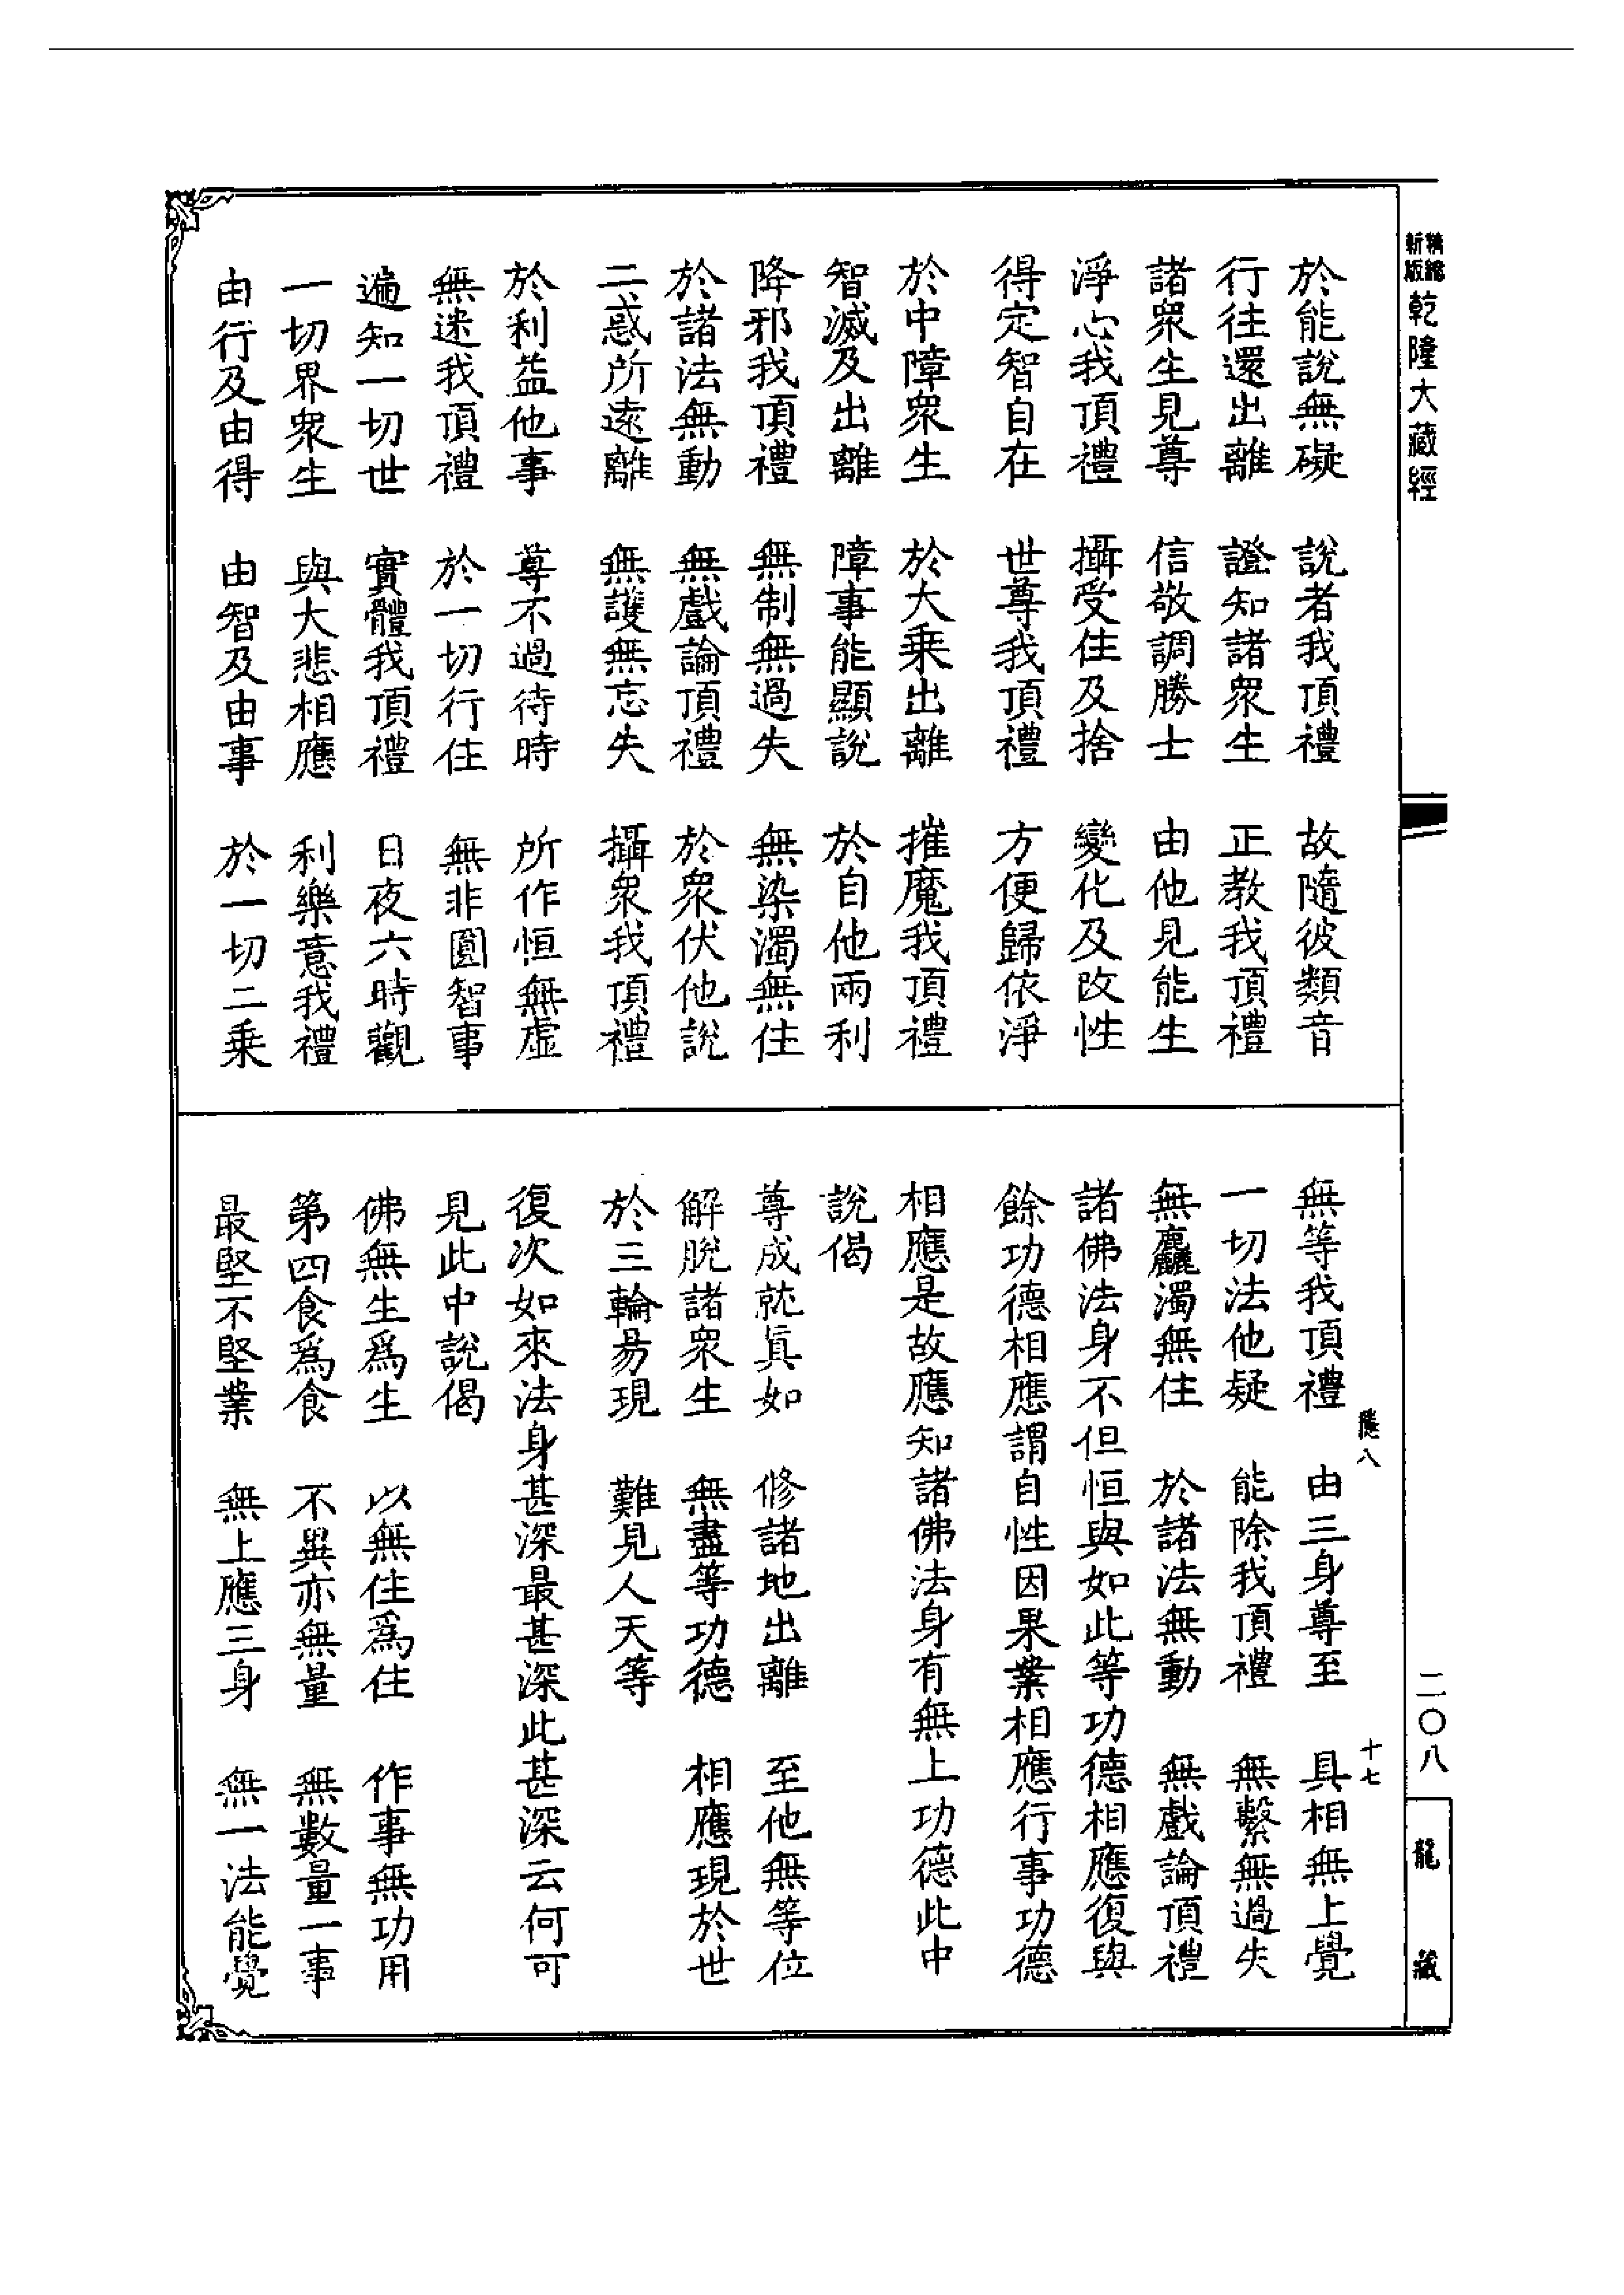 精繕
新版
乾隆大藏經
於能說無礙　說者我頂禮　故隨彼類音
行往還出離　證知諸眾生　正教我頂禮
諸眾生見尊　信敬調勝士　由他見能生
淨心我頂禮　攝受住及捨　變化及改性
得定智自在　世尊我頂禮　方便歸依淨
於中障眾生　於大乗出離　摧魔我頂禮
智滅及出離　障事能顯說　於自他兩利
降邪我頂禮　無制無過失　無染濁無住
於諸法無動　無戲論頂禮　於眾伏他說
二惑所遠離　無護無忘失　攝眾我頂禮
於利益他事　尊不過待時　所作恒無虛
無迷我頂禮　於一切行住　無非圓智事
遍知一切世　實體我頂禮　日夜六時觀
一切界眾生　與大悲相應　利樂意我禮
由行及由得　由智及由事　於一切二乗
無等我頂禮　由三身尊至　具相無上覺
一切法他疑　能除我頂禮　無繫無過失
無麤濁無住　於諸法無動　無戲論頂禮
諸佛法身不但恒與如此等功德相應復與
餘功德相應謂自性因果業相應行事功德
相應是故應知諸佛法身有無上功德此中
說偈
尊成就眞如　修諸地出離　至他無等位
解脫諸眾生　無盡等功德　相應現於世
於三輪易現　難見人天等
復次如來法身甚深最甚深此甚深云何可
見此中說偈
佛無生爲生　以無住爲住　作事無功用
第四食爲食　不異亦無量　無數量一事
最堅不堅業　無上應三身　無一法能覺
八
十七
二〇八
龍藏